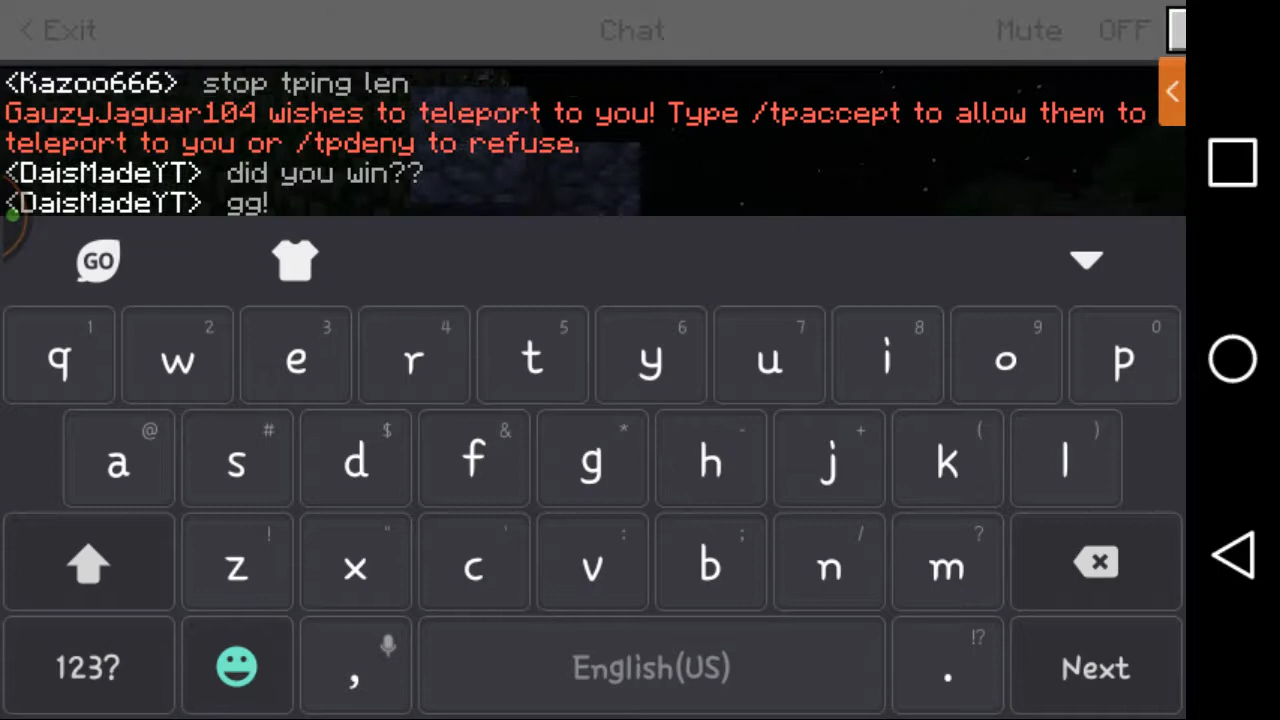 < Exit Chat Mute OFF
<Kazoo666> stop tping len
GauzyJaguar104 wishes to teleport to you! Type /tpaccept to allow them to
teleport to you or /tpdeny to refuse.
<DaisMadeYT> did you win??
<DaisMadeYT> gg!
GO
1 2 3 4 5 6 7 8 9 0
q w e r t y u i o p
@ # $ & * - + ( )
a s d f g h j k l
! " ' : ; / ?
z x c v b n m
!?
123? , English(US) . Next